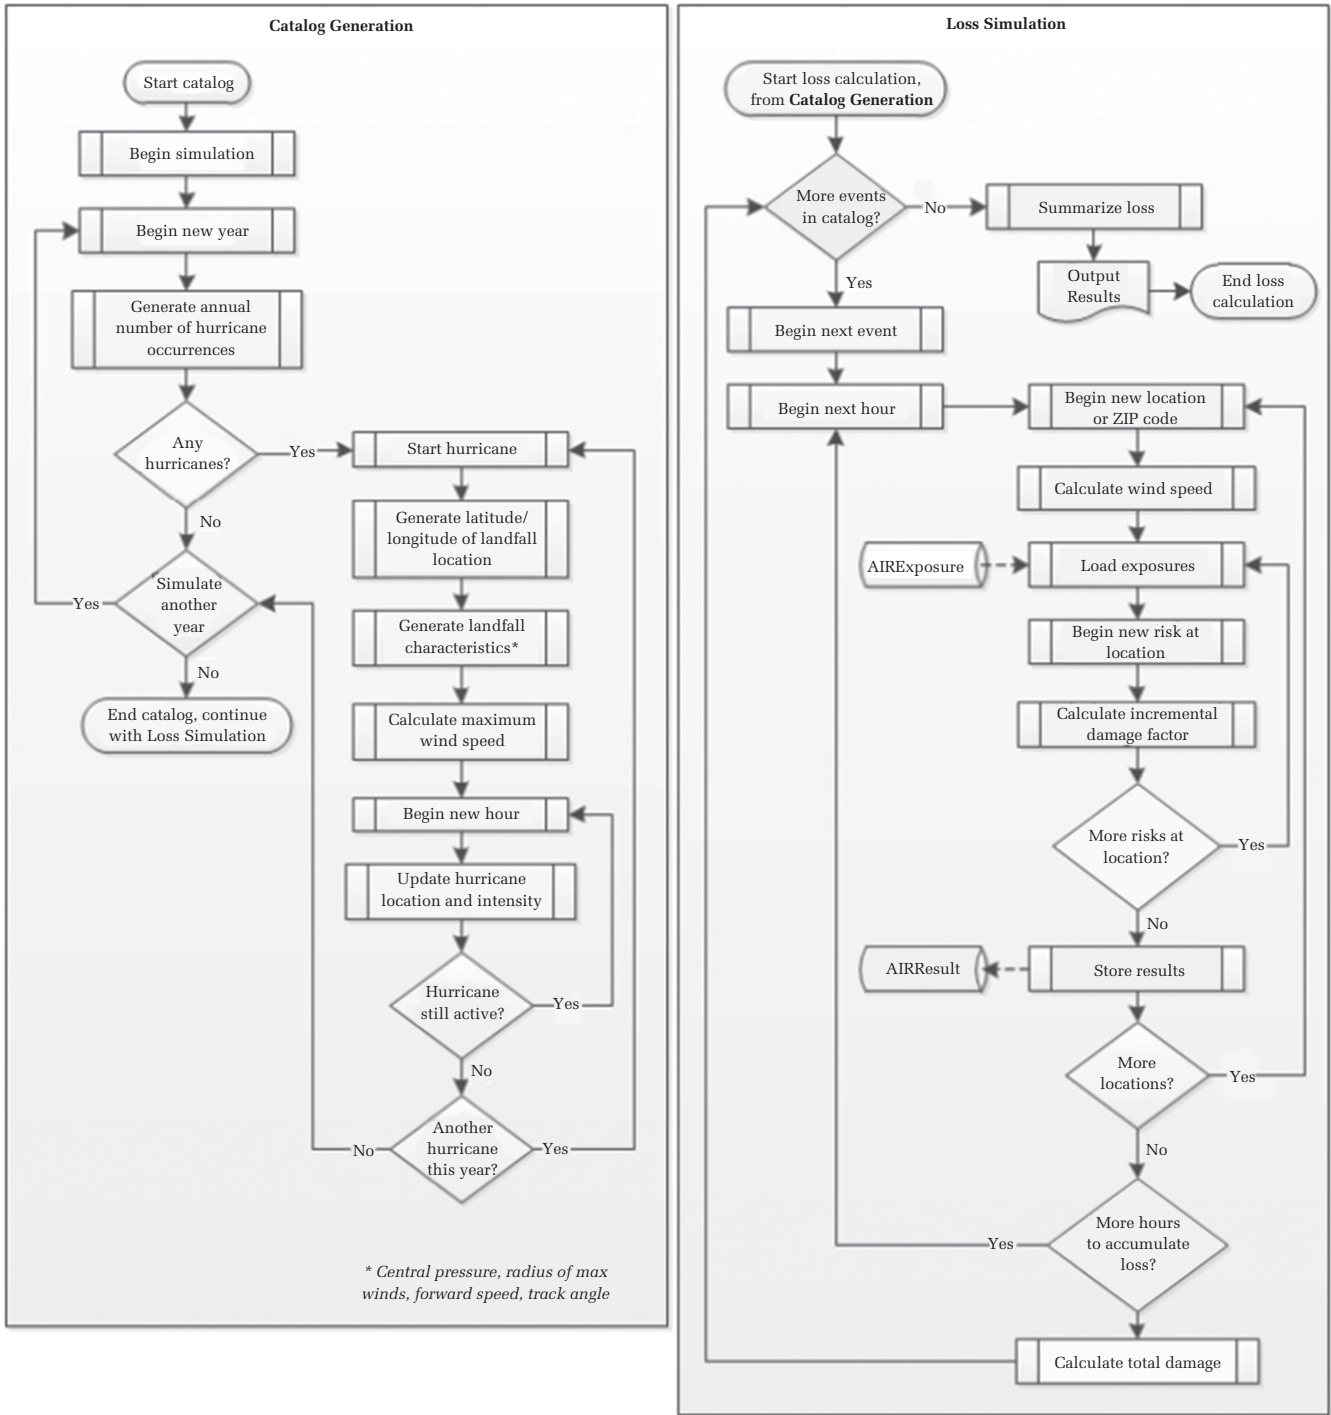 Catalog Generation
Start catalog
Begin simulation
Begin new year
Generate annual
number of hurricane
occurrences
Any
hurricanes?
Yes
No
Simulate
another
year
Yes
No
End catalog, continue
with Loss Simulation
Start hurricane
Generate latitude/
longitude of landfall
location
Generate landfall
characteristics*
Calculate maximum
wind speed
Begin new hour
Update hurricane
location and intensity
Hurricane
still active?
Yes
No
Another
hurricane
this year?
No
Yes
* Central pressure, radius of max
winds, forward speed, track angle
Loss Simulation
Start loss calculation,
from Catalog Generation
More events
in catalog?
No
Summarize loss
Output
Results
End loss
calculation
Yes
Begin next event
Begin next hour
Begin new location
or ZIP code
Calculate wind speed
AIRExposure
Load exposures
Begin new risk at
location
Calculate incremental
damage factor
More risks at
location?
Yes
No
AIRResult
Store results
More
locations?
Yes
No
More hours
to accumulate
loss?
Yes
Calculate total damage